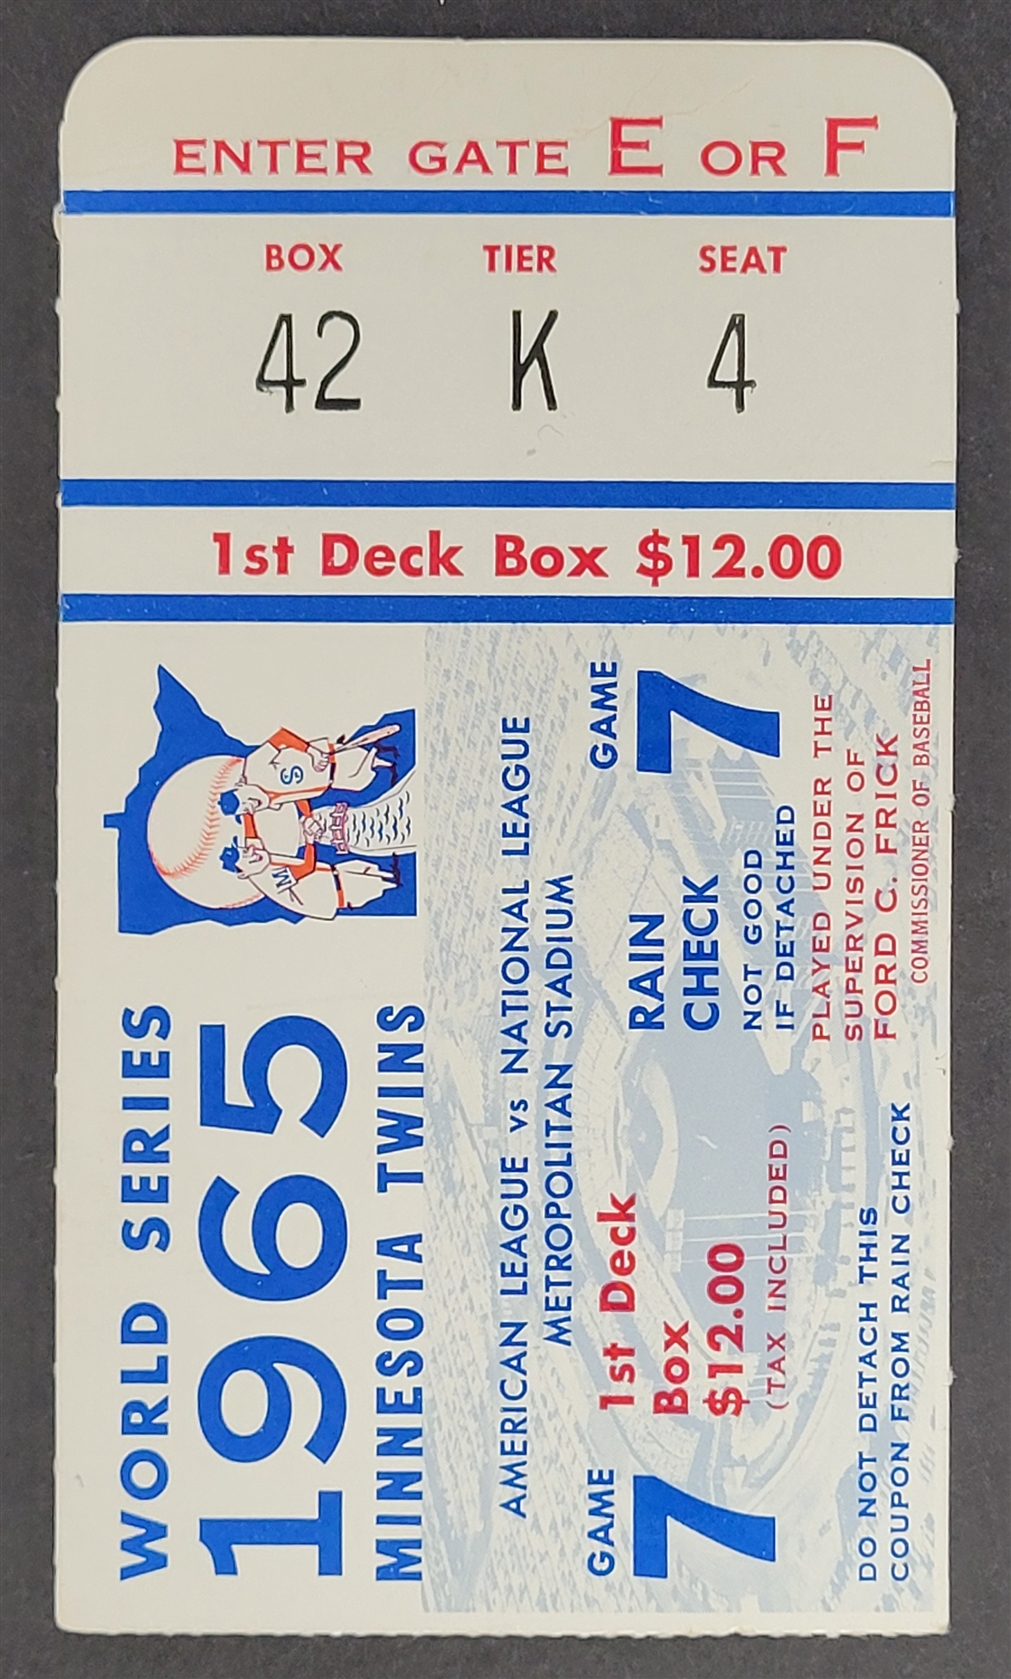 ENTER GATE E OR F
BOX TIER SEAT
42 K 4
1st Deck Box $12.00
WORLD SERIES
1965
MINNESOTA TWINS
M
S
AMERICAN LEAGUE vs NATIONAL LEAGUE
METROPOLITAN STADIUM
GAME
7
1st Deck
Box
$12.00
(TAX INCLUDED)
RAIN
CHECK
NOT GOOD
IF DETACHED
GAME
7
DO NOT DETACH THIS
COUPON FROM RAIN CHECK
PLAYED UNDER THE
SUPERVISION OF
FORD C. FRICK
COMMISSIONER OF BASEBALL